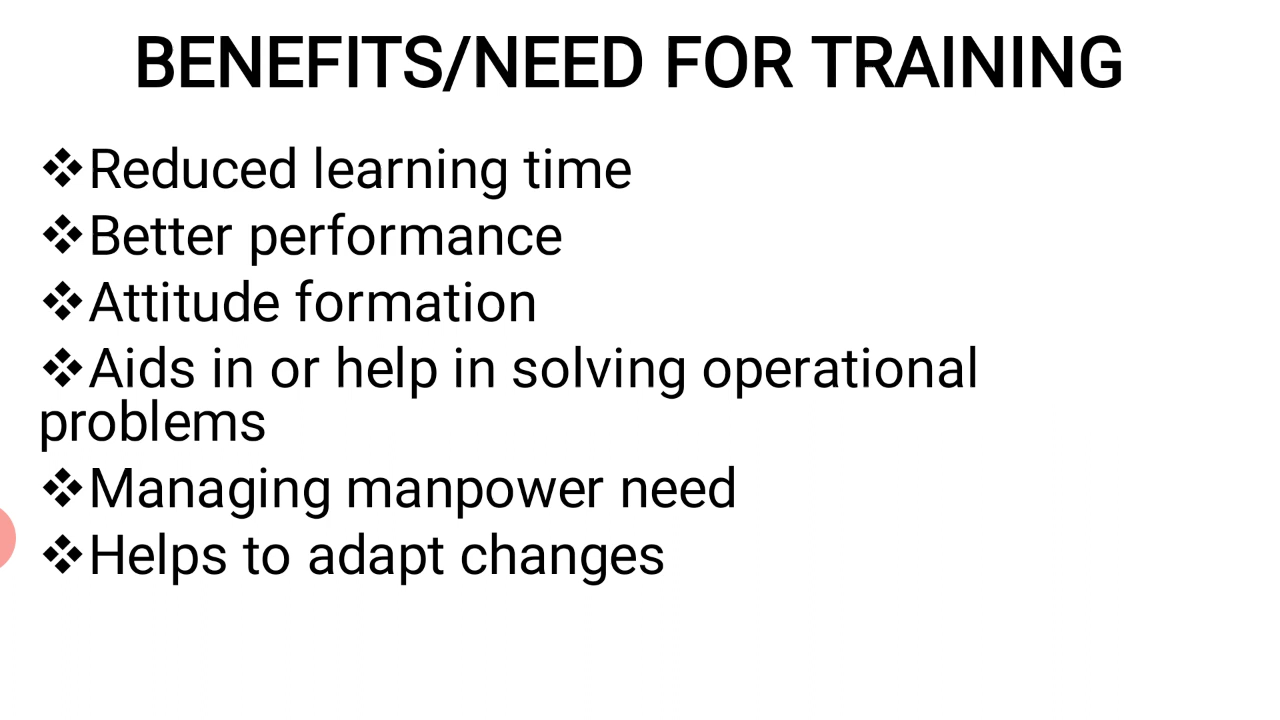 BENEFITS/NEED FOR TRAINING
❖Reduced learning time
❖Better performance
❖Attitude formation
❖Aids in or help in solving operational
problems
❖Managing manpower need
❖Helps to adapt changes